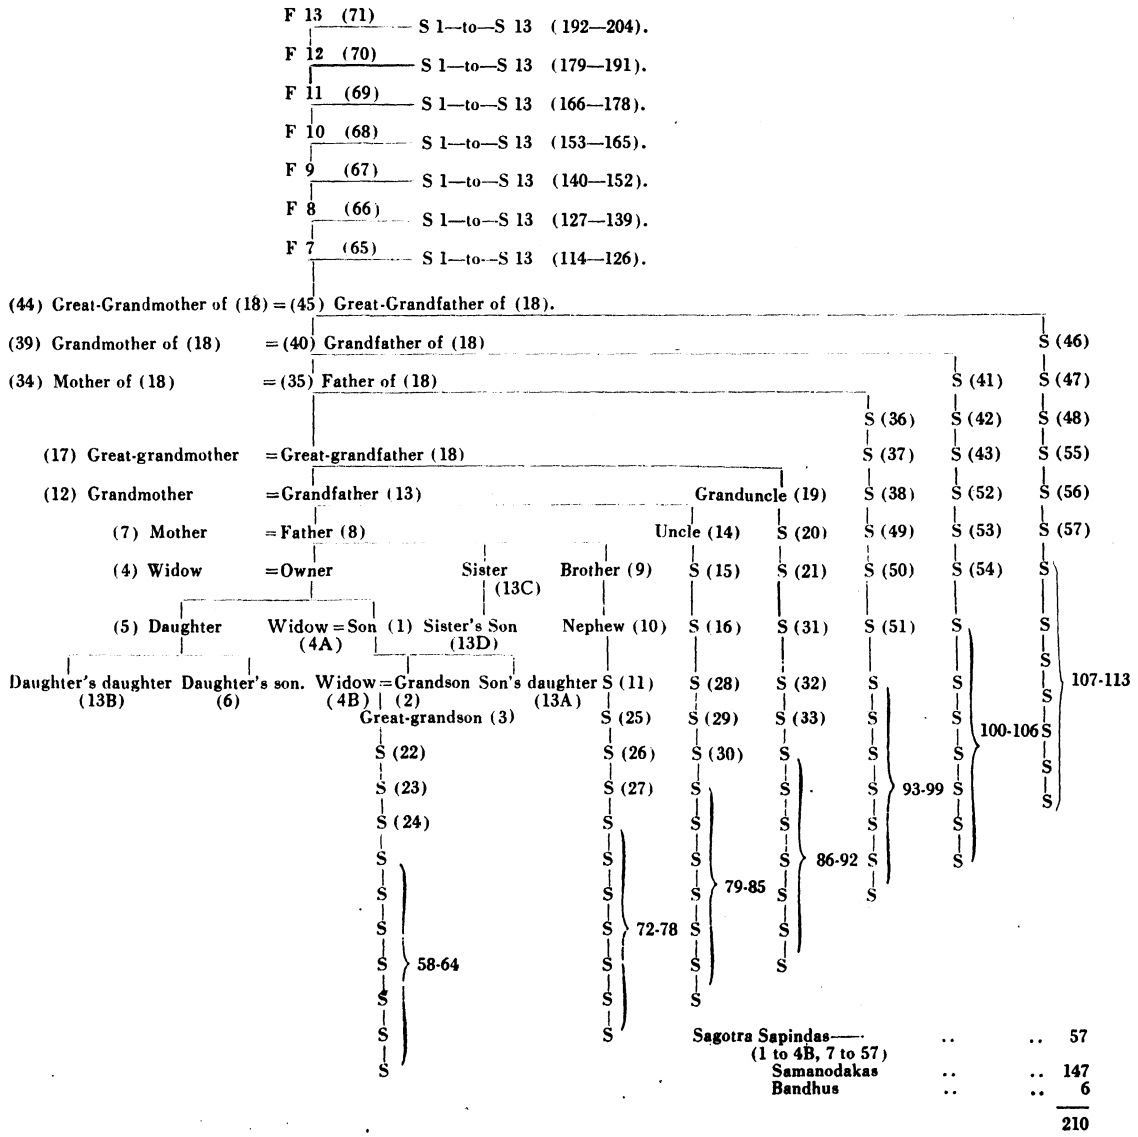 F 13 (71)
S 1—to—S 13 (192—204).
F 12 (70)
S 1—to—S 13 (179—191).
F 11 (69)
S 1—to—S 13 (166—178).
F 10 (68)
S 1—to—S 13 (153—165).
F 9 (67)
S 1—to—S 13 (140—152).
F 8 (66)
S 1—to—S 13 (127—139).
F 7 (65)
S 1—to—S 13 (114—126).
(44) Great-Grandmother of (18) = (45) Great-Grandfather of (18).
(39) Grandmother of (18) = (40) Grandfather of (18) S (46)
(34) Mother of (18) = (35) Father of (18) S (41) S (47)
S (36) S (42) S (48)
(17) Great-grandmother = Great-grandfather (18) S (37) S (43) S (55)
(12) Grandmother = Grandfather (13) Granduncle (19) S (38) S (52) S (56)
(7) Mother = Father (8) Uncle (14) S (20) S (49) S (53) S (57)
(4) Widow = Owner Sister Brother (9) S (15) S (21) S (50) S (54) S
(13C)
(5) Daughter Widow = Son (1) Sister's Son Nephew (10) S (16) S (31) S (51) S S
(4A) (13D)
S
Daughter's daughter Daughter's son. Widow = Grandson Son's daughter S (11) S (28) S (32) S S 107-113
(13B) (6) (4B) (2) (13A) S
Great-grandson (3) S (25) S (29) S (33) S S 100-106 S
S (22) S (26) S (30) S S S
S
S (23) S (27) S S S 93-99 S
S
S (24) S S S S S
S S S S 86-92 S S
S S S 79-85 S S
S S 72-78 S S
S 58-64 S S S
S S S
S S Sagotra Sapindas— .. .. 57
(1 to 4B, 7 to 57)
S Samanodakas .. .. 147
Bandhus .. .. 6
210